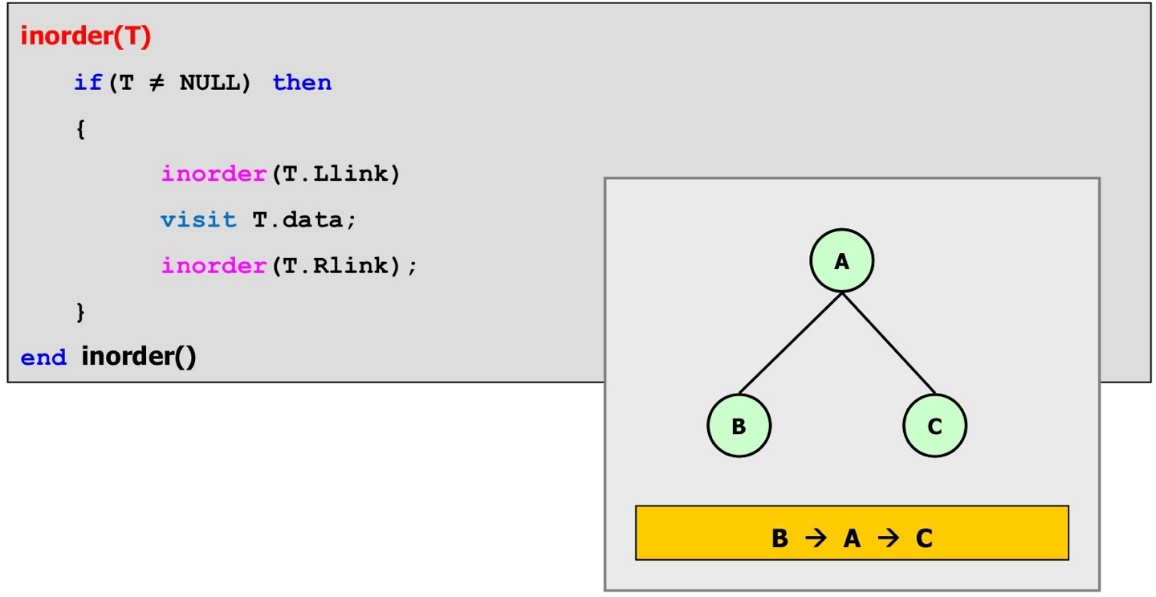 inorder(T)
if(T ≠ NULL) then
{
inorder(T.Llink)
visit T.data;
inorder(T.Rlink);
}
end inorder()
A
B C
B → A → C